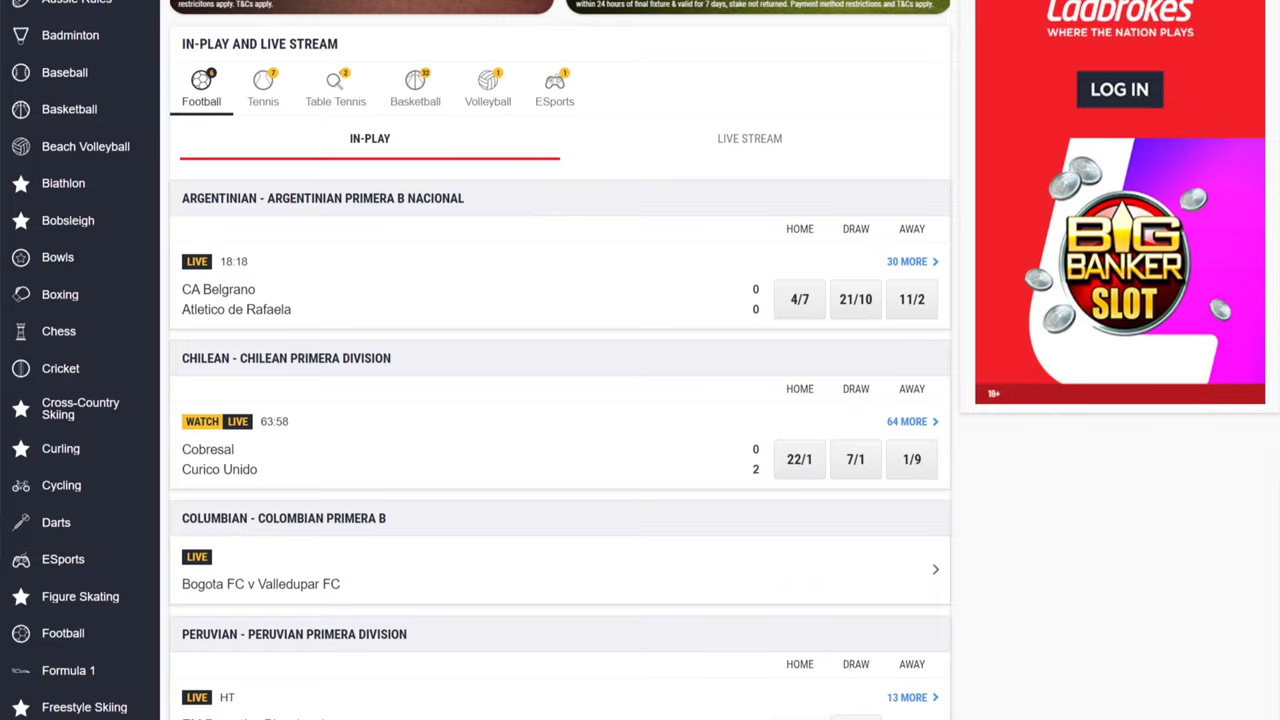 restricitons apply. T&Cs apply.
within 24 hours of final fixture & valid for 7 days, stake not returned. Payment method restrictions and T&Cs apply.
Badminton
Baseball
Basketball
Beach Volleyball
Biathlon
Bobsleigh
Bowls
Boxing
Chess
Cricket
Cross-Country
Skiing
Curling
Cycling
Darts
ESports
Figure Skating
Football
Formula 1
Freestyle Skiing
IN-PLAY AND LIVE STREAM
6 7 2 32 1 1
Football Tennis Table Tennis Basketball Volleyball ESports
IN-PLAY LIVE STREAM
ARGENTINIAN - ARGENTINIAN PRIMERA B NACIONAL
HOME DRAW AWAY
LIVE 18:18 30 MORE
CA Belgrano 0
Atletico de Rafaela 0
4/7 21/10 11/2
CHILEAN - CHILEAN PRIMERA DIVISION
HOME DRAW AWAY
WATCH LIVE 63:58 64 MORE
Cobresal 0
Curico Unido 2
22/1 7/1 1/9
COLUMBIAN - COLOMBIAN PRIMERA B
LIVE
Bogota FC v Valledupar FC
PERUVIAN - PERUVIAN PRIMERA DIVISION
HOME DRAW AWAY
LIVE HT 13 MORE
Ladbrokes
WHERE THE NATION PLAYS
LOG IN
BIG
BANKER
SLOT
18+